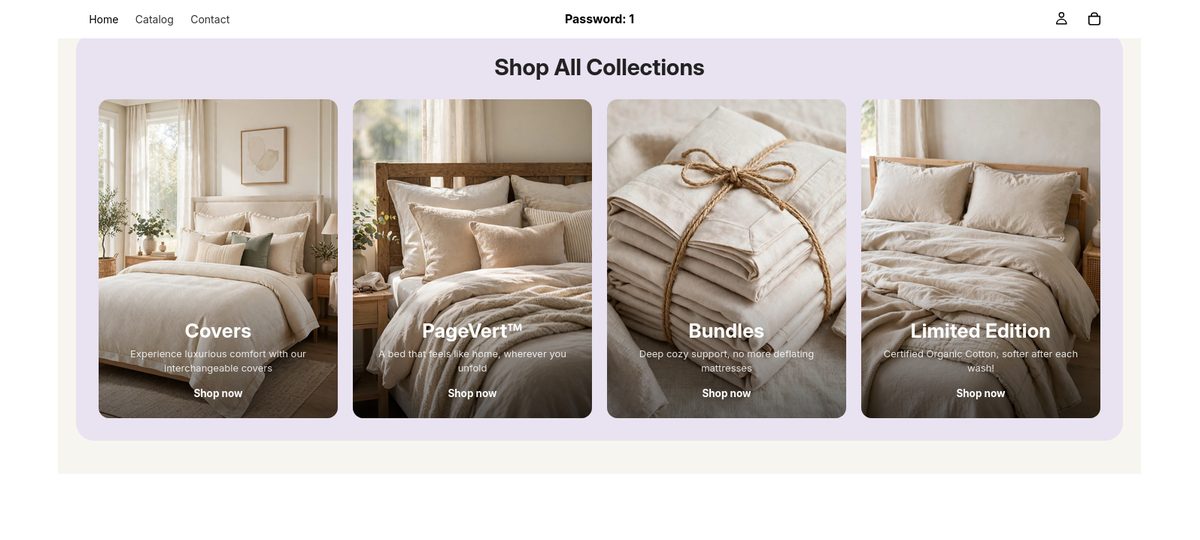 Home Catalog Contact Password: 1
Shop All Collections
Covers
Experience luxurious comfort with our
interchangeable covers
Shop now
PageVert™
A bed that feels like home, wherever you
unfold
Shop now
Bundles
Deep cozy support, no more deflating
mattresses
Shop now
Limited Edition
Certified Organic Cotton, softer after each
wash!
Shop now